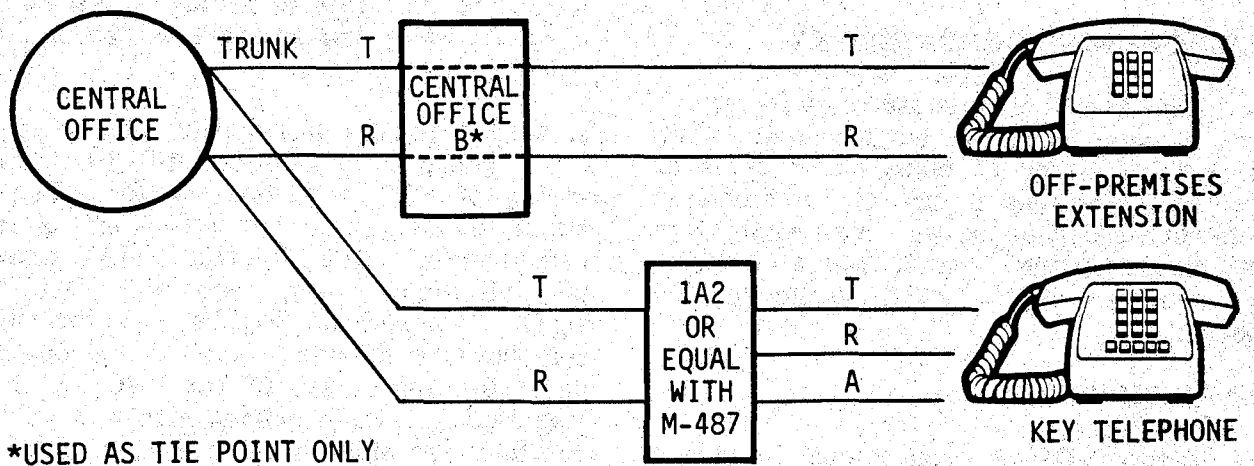 TRUNK T
T
CENTRAL
OFFICE
CENTRAL
OFFICE
B*
R
R
OFF-PREMISES
EXTENSION
T
1A2
OR
EQUAL
WITH
M-487
T
R
R
A
KEY TELEPHONE
*USED AS TIE POINT ONLY